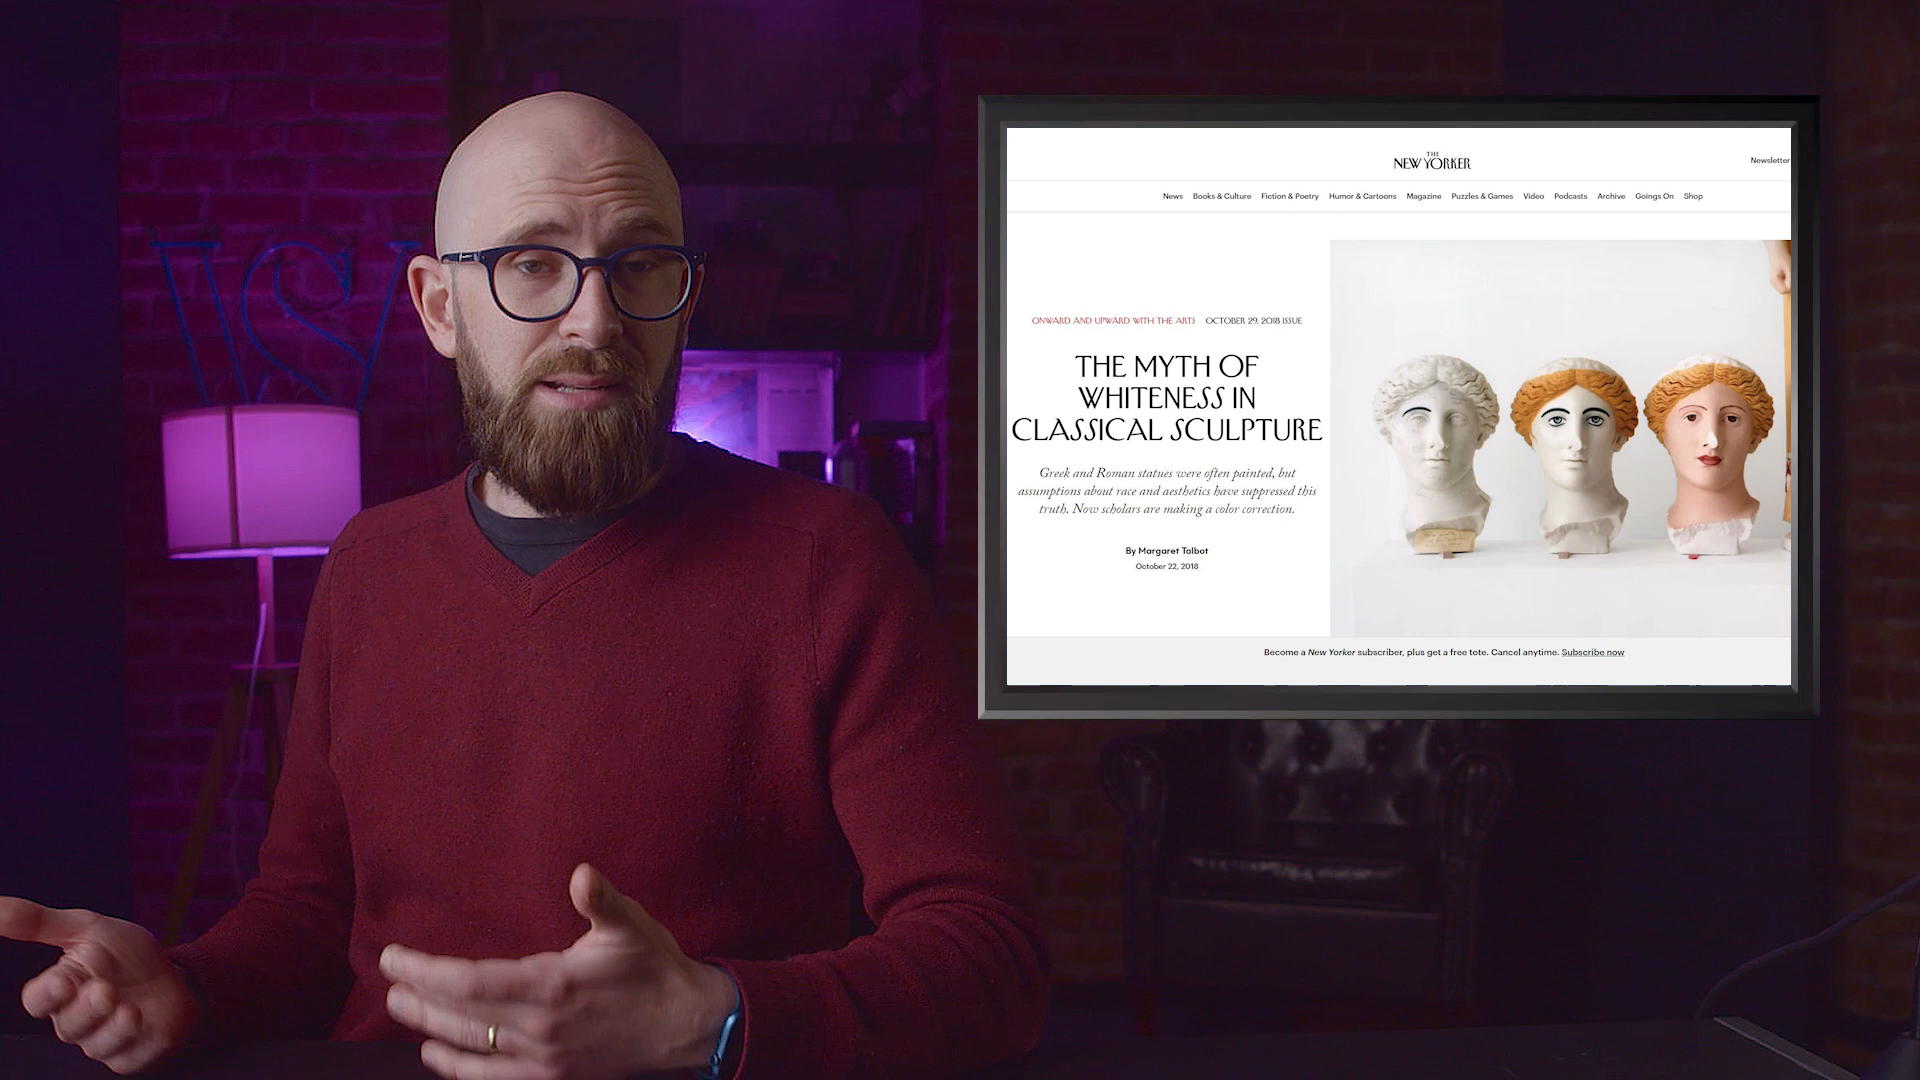 VS
THE
NEW YORKER
Newsletter
News Books & Culture Fiction & Poetry Humor & Cartoons Magazine Puzzles & Games Video Podcasts Archive Goings On Shop
ONWARD AND UPWARD WITH THE ARTS OCTOBER 29, 2018 ISSUE
THE MYTH OF
WHITENESS IN
CLASSICAL SCULPTURE
Greek and Roman statues were often painted, but
assumptions about race and aesthetics have suppressed this
truth. Now scholars are making a color correction.
By Margaret Talbot
October 22, 2018
Become a New Yorker subscriber, plus get a free tote. Cancel anytime. Subscribe now